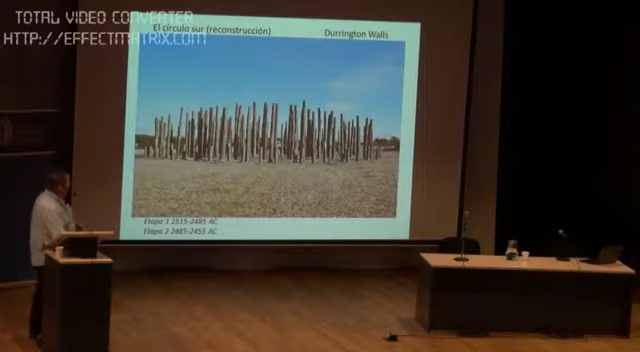 TOTAL VIDEO CONVERTER
HTTP://EFFECTMATRIX.COM
El círculo sur (reconstrucción)
Durrington Walls
Etapa 1 2515-2485 AC
Etapa 2 2485-2455 AC